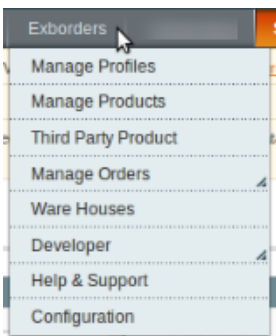 Exborders
Manage Profiles
Manage Products
Third Party Product
Manage Orders
Ware Houses
Developer
Help & Support
Configuration